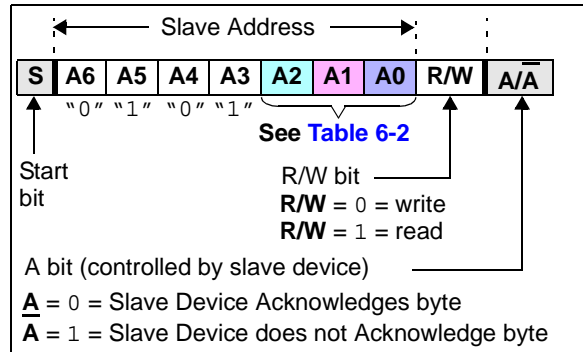 Slave Address
S A6 A5 A4 A3 A2 A1 A0 R/W A/A̅
“0” “1” “0” “1”
See Table 6-2
Start
bit
R/W bit
R/W = 0 = write
R/W = 1 = read
A bit (controlled by slave device)
A = 0 = Slave Device Acknowledges byte
A̅ = 1 = Slave Device does not Acknowledge byte